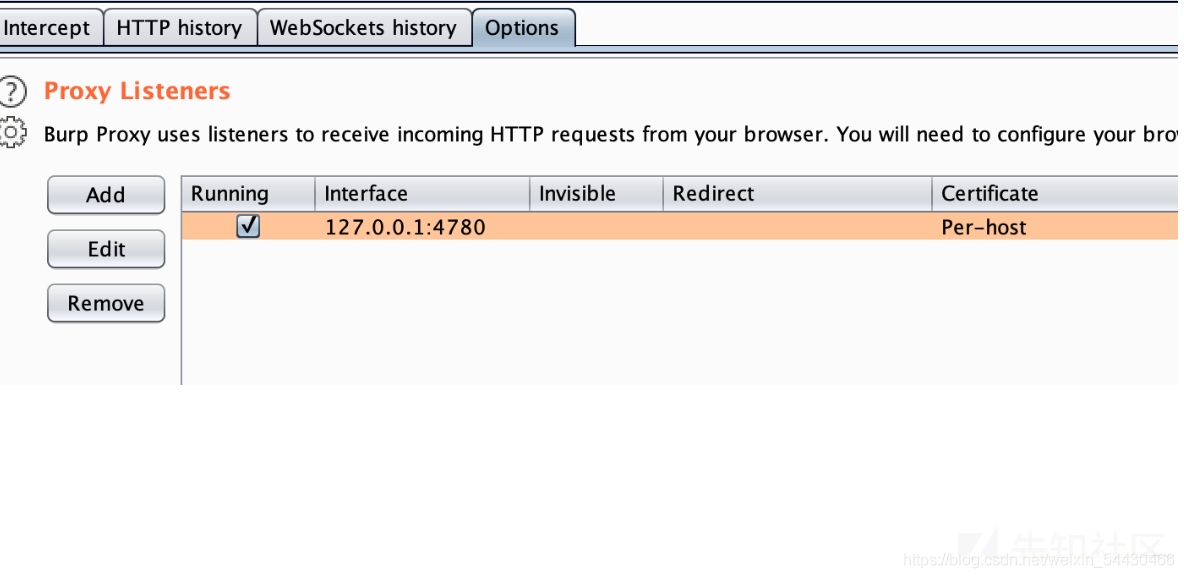 Intercept HTTP history WebSockets history Options
? Proxy Listeners
Burp Proxy uses listeners to receive incoming HTTP requests from your browser. You will need to configure your bro
Add Running Interface Invisible Redirect Certificate
127.0.0.1:4780 Per-host
Edit
Remove
先知社区
https://blog.csdn.net/weixin_54430466